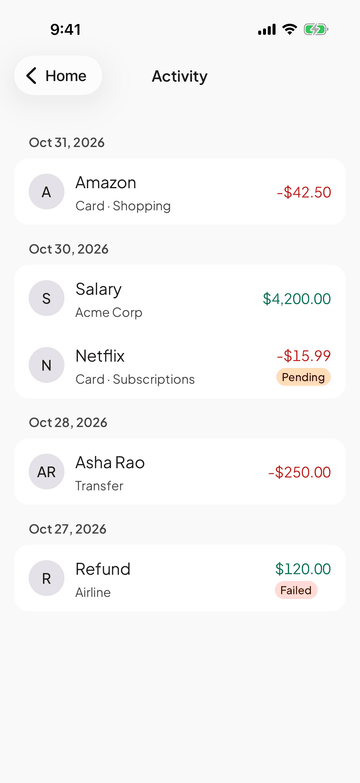 9:41
Home
Activity
Oct 31, 2026
A
Amazon
-$42.50
Card · Shopping
Oct 30, 2026
S
Salary
$4,200.00
Acme Corp
N
Netflix
-$15.99
Card · Subscriptions
Pending
Oct 28, 2026
AR
Asha Rao
-$250.00
Transfer
Oct 27, 2026
R
Refund
$120.00
Airline
Failed